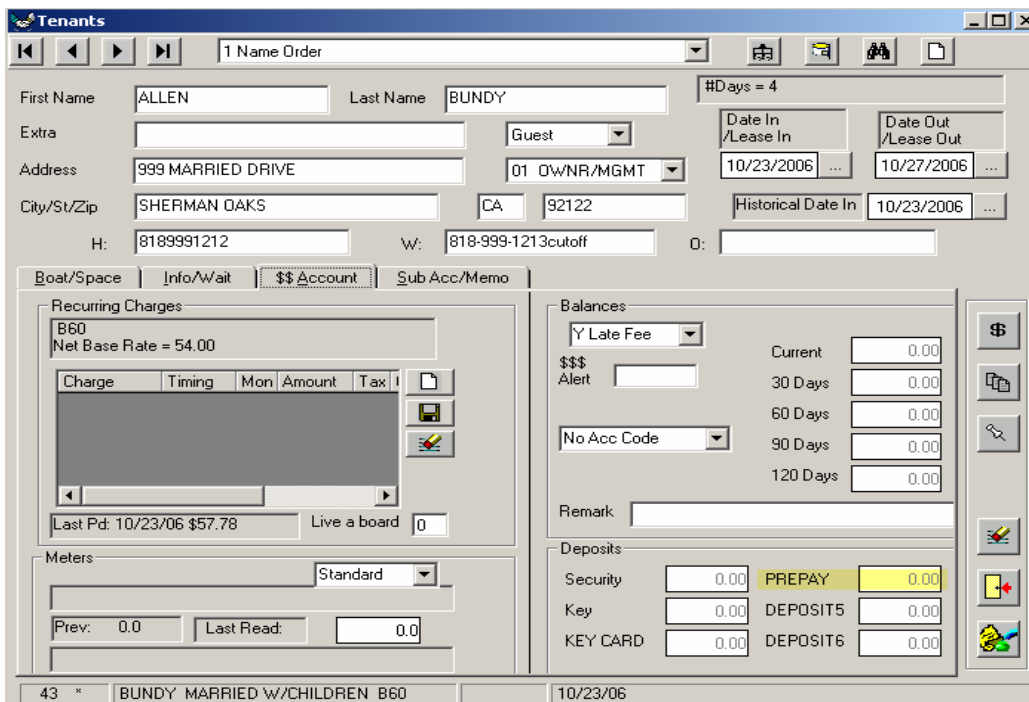 Tenants
1 Name Order
First Name ALLEN Last Name BUNDY #Days = 4
Extra Guest Date In /Lease In Date Out /Lease Out
Address 999 MARRIED DRIVE 01 OWNR/MGMT 10/23/2006 ... 10/27/2006 ...
City/St/Zip SHERMAN OAKS CA 92122 Historical Date In 10/23/2006 ...
H: 8189991212 W: 818-999-1213cutoff O:
Boat/Space Info/Wait $$ Account Sub Acc/Memo
Recurring Charges
B60
Net Base Rate = 54.00
Charge Timing Mon Amount Tax
Last Pd: 10/23/06 $57.78 Live a board 0
Meters
Standard
Prev: 0.0 Last Read: 0.0
Balances
Y Late Fee
$$$ Alert
No Acc Code
Current 0.00
30 Days 0.00
60 Days 0.00
90 Days 0.00
120 Days 0.00
Remark
Deposits
Security 0.00 PREPAY 0.00
Key 0.00 DEPOSIT5 0.00
KEY CARD 0.00 DEPOSIT6 0.00
$
43 * BUNDY MARRIED W/CHILDREN B60 10/23/06